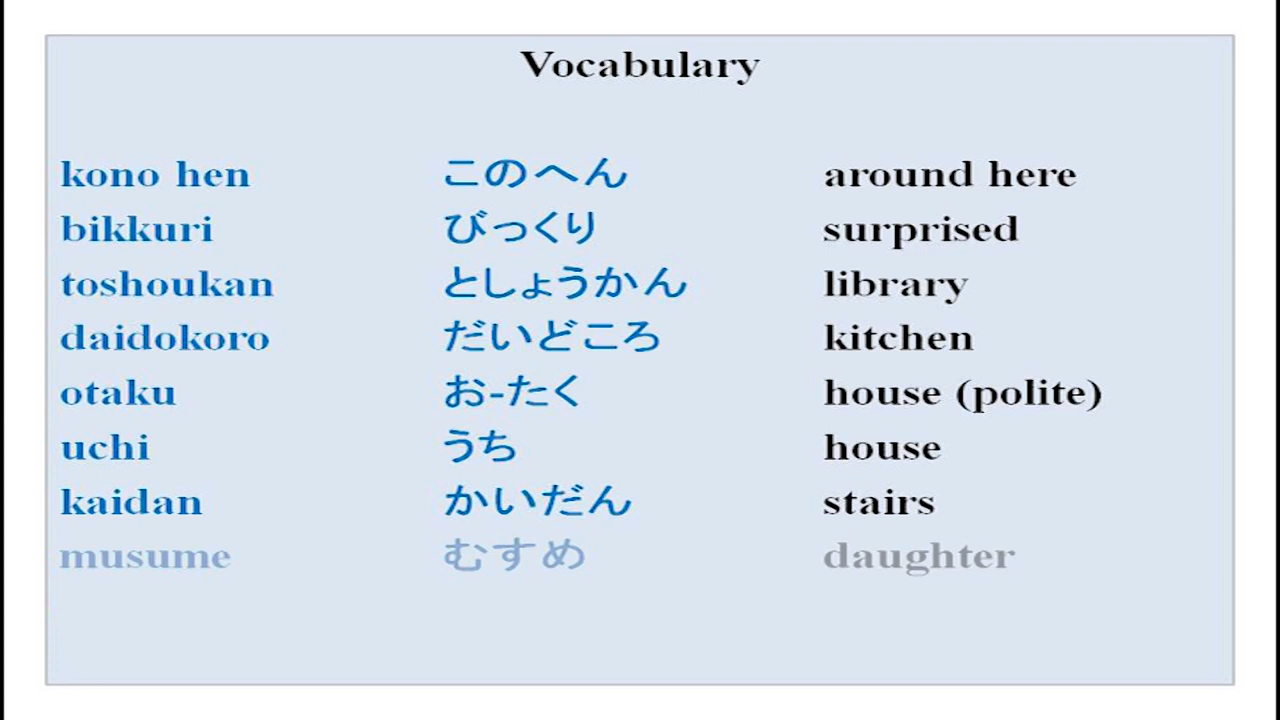 Vocabulary
kono hen このへん around here
bikkuri びっくり surprised
toshoukan としょうかん library
daidokoro だいどころ kitchen
otaku お-たく house (polite)
uchi うち house
kaidan かいだん stairs
musume むすめ daughter